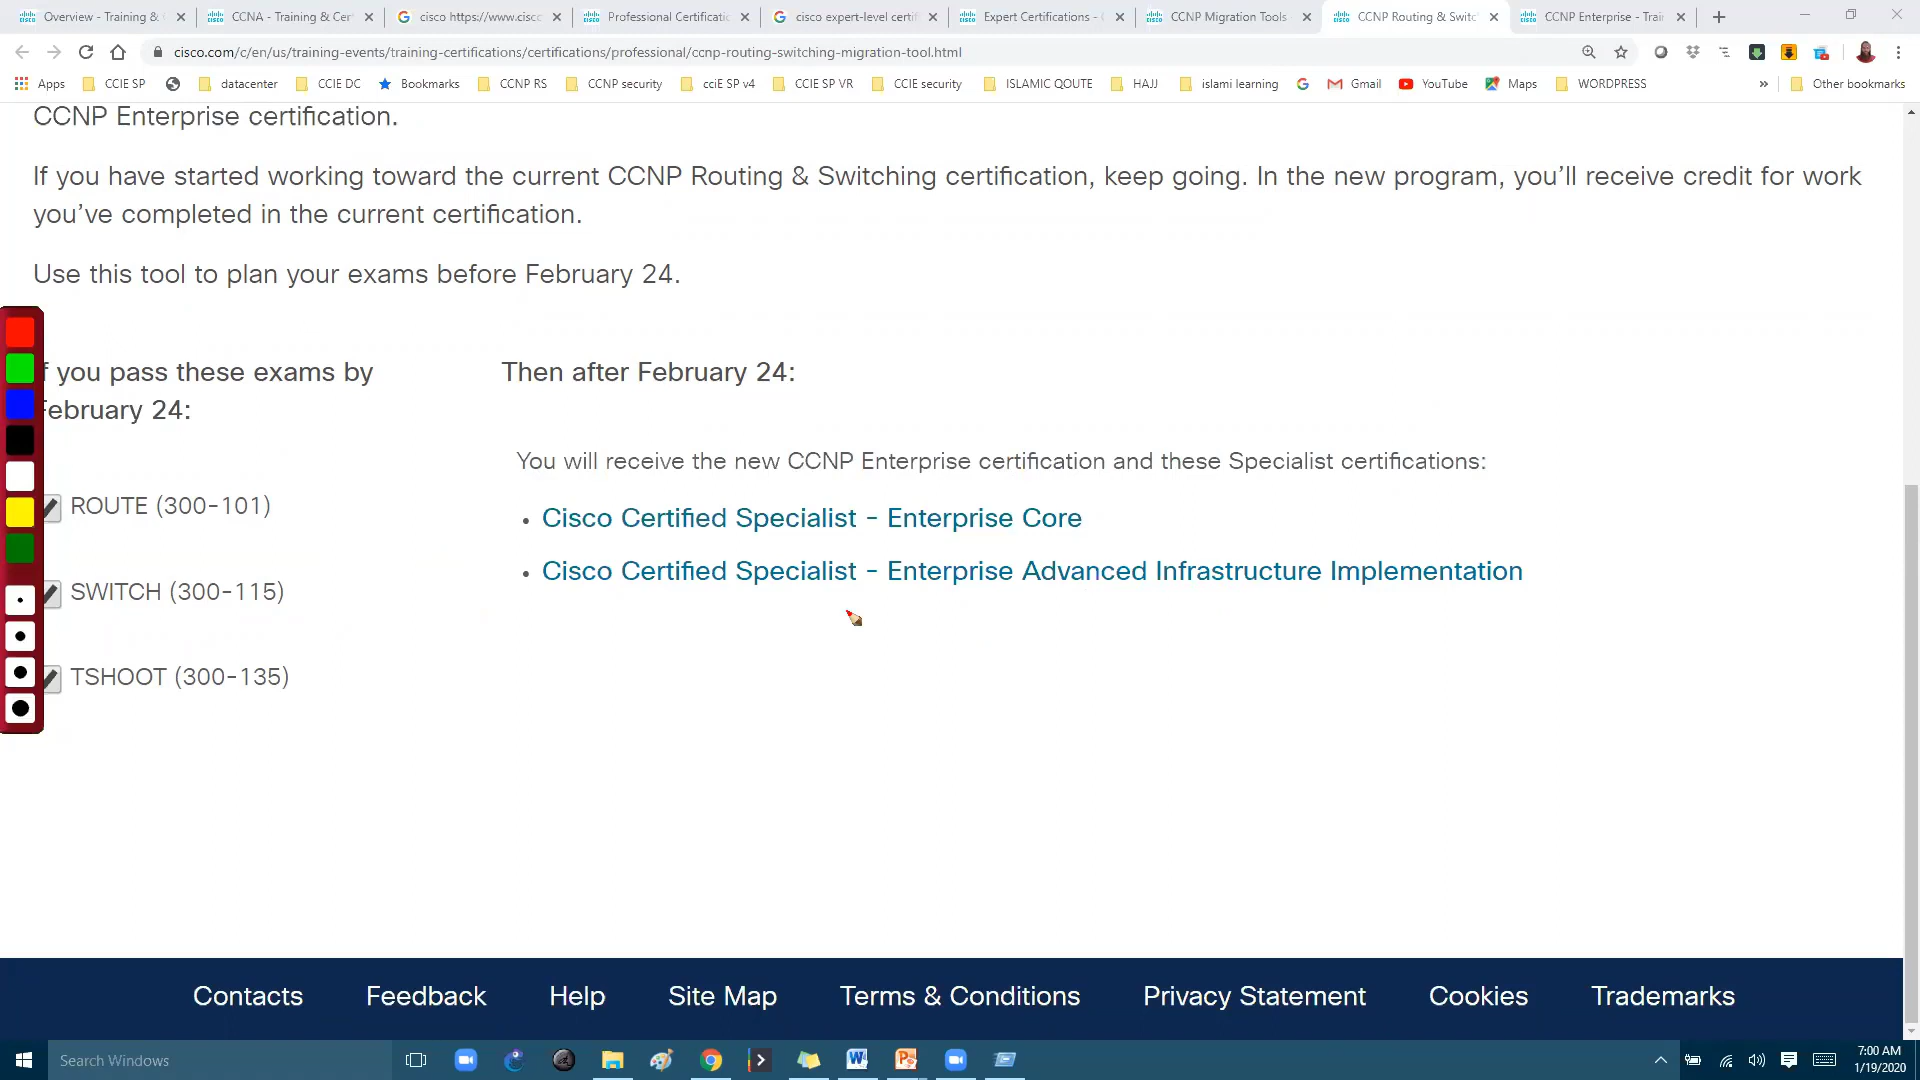 Overview - Training &
CCNA - Training & Cer
cisco https://www.cisco
Professional Certificatio
cisco expert-level certif
Expert Certifications -
CCNP Migration Tools
CCNP Routing & Switc
CCNP Enterprise - Trai
cisco.com/c/en/us/training-events/training-certifications/certifications/professional/ccnp-routing-switching-migration-tool.html
Apps CCIE SP datacenter CCIE DC Bookmarks CCNP RS CCNP security cciE SP v4 CCIE SP VR CCIE security ISLAMIC QOUTE HAJJ islami learning Gmail YouTube Maps WORDPRESS » Other bookmarks
CCNP Enterprise certification.
If you have started working toward the current CCNP Routing & Switching certification, keep going. In the new program, you’ll receive credit for work
you’ve completed in the current certification.
Use this tool to plan your exams before February 24.
f you pass these exams by
February 24:
Then after February 24:
You will receive the new CCNP Enterprise certification and these Specialist certifications:
• Cisco Certified Specialist - Enterprise Core
• Cisco Certified Specialist - Enterprise Advanced Infrastructure Implementation
ROUTE (300-101)
SWITCH (300-115)
TSHOOT (300-135)
Contacts Feedback Help Site Map Terms & Conditions Privacy Statement Cookies Trademarks
Search Windows
7:00 AM
1/19/2020